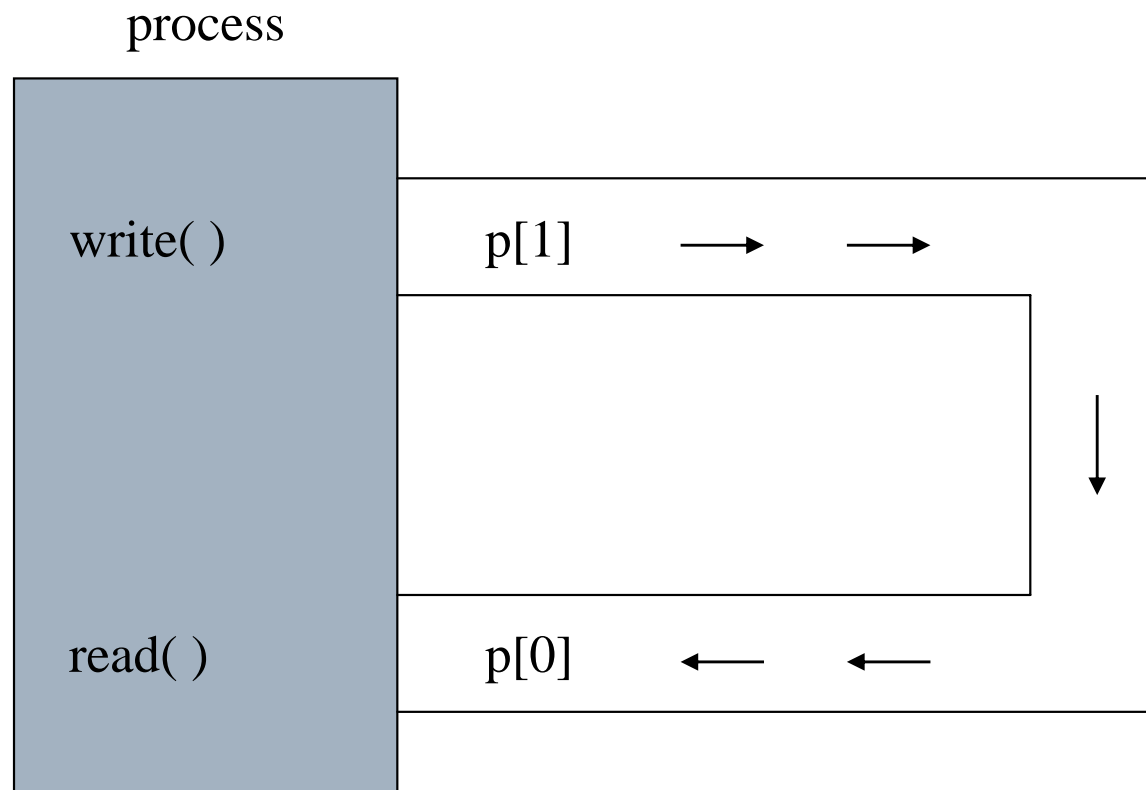 process
write( ) p[1]
read( ) p[0]